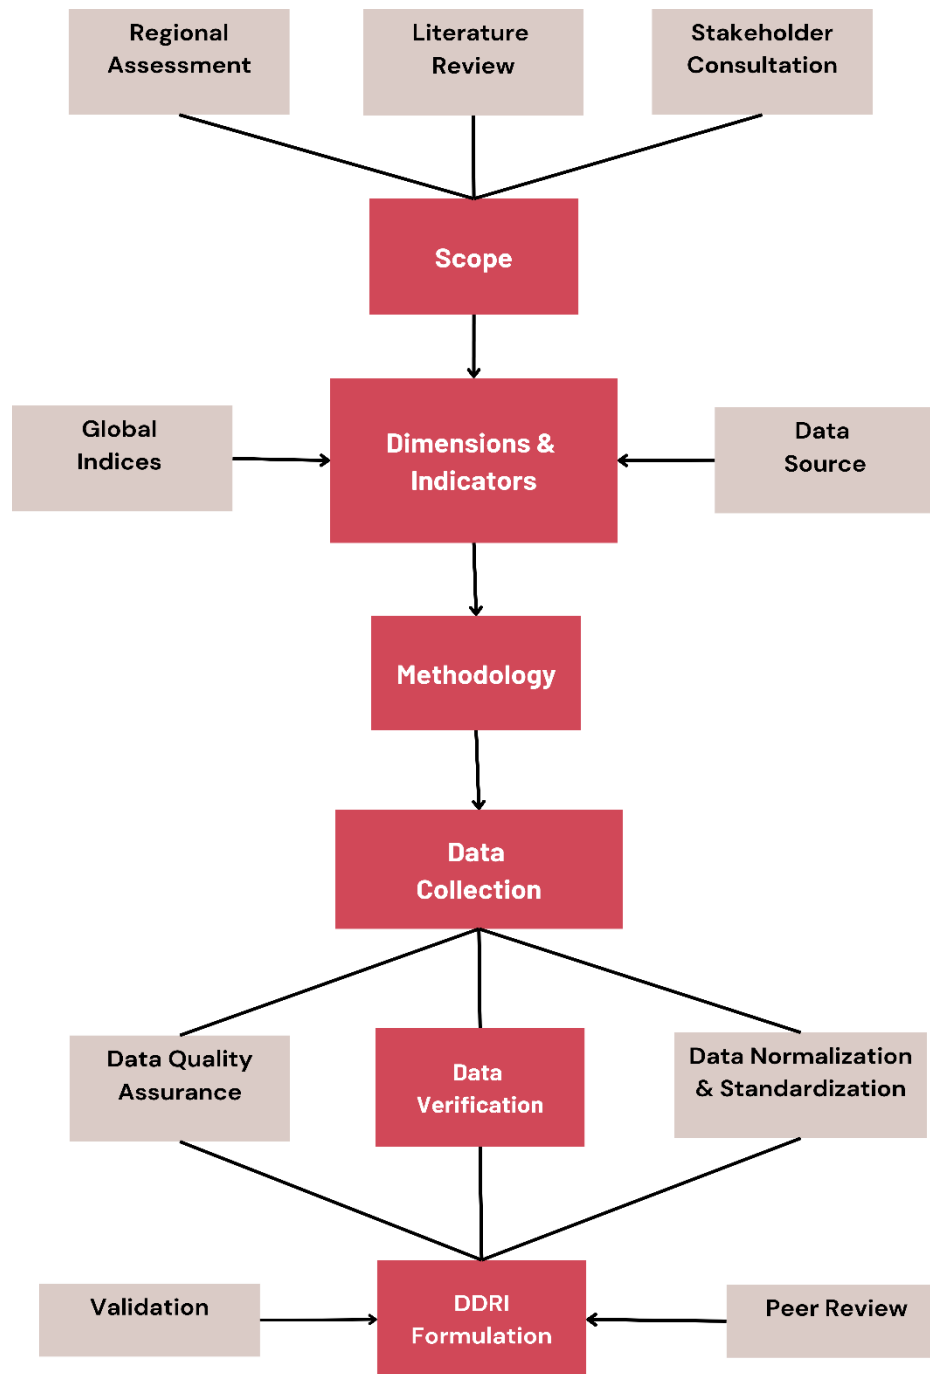 Regional
Assessment
Literature
Review
Stakeholder
Consultation
Scope
Global
Indices
Dimensions &
Indicators
Data
Source
Methodology
Data
Collection
Data Quality
Assurance
Data
Verification
Data Normalization
& Standardization
Validation
DDRI
Formulation
Peer Review